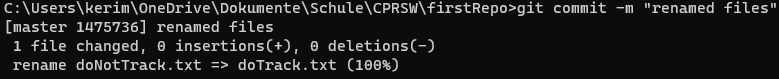 C:\Users\kerim\OneDrive\Dokumente\Schule\CPRSW\firstRepo>git commit -m "renamed files"
[master 1475736] renamed files
 1 file changed, 0 insertions(+), 0 deletions(-)
 rename doNotTrack.txt => doTrack.txt (100%)